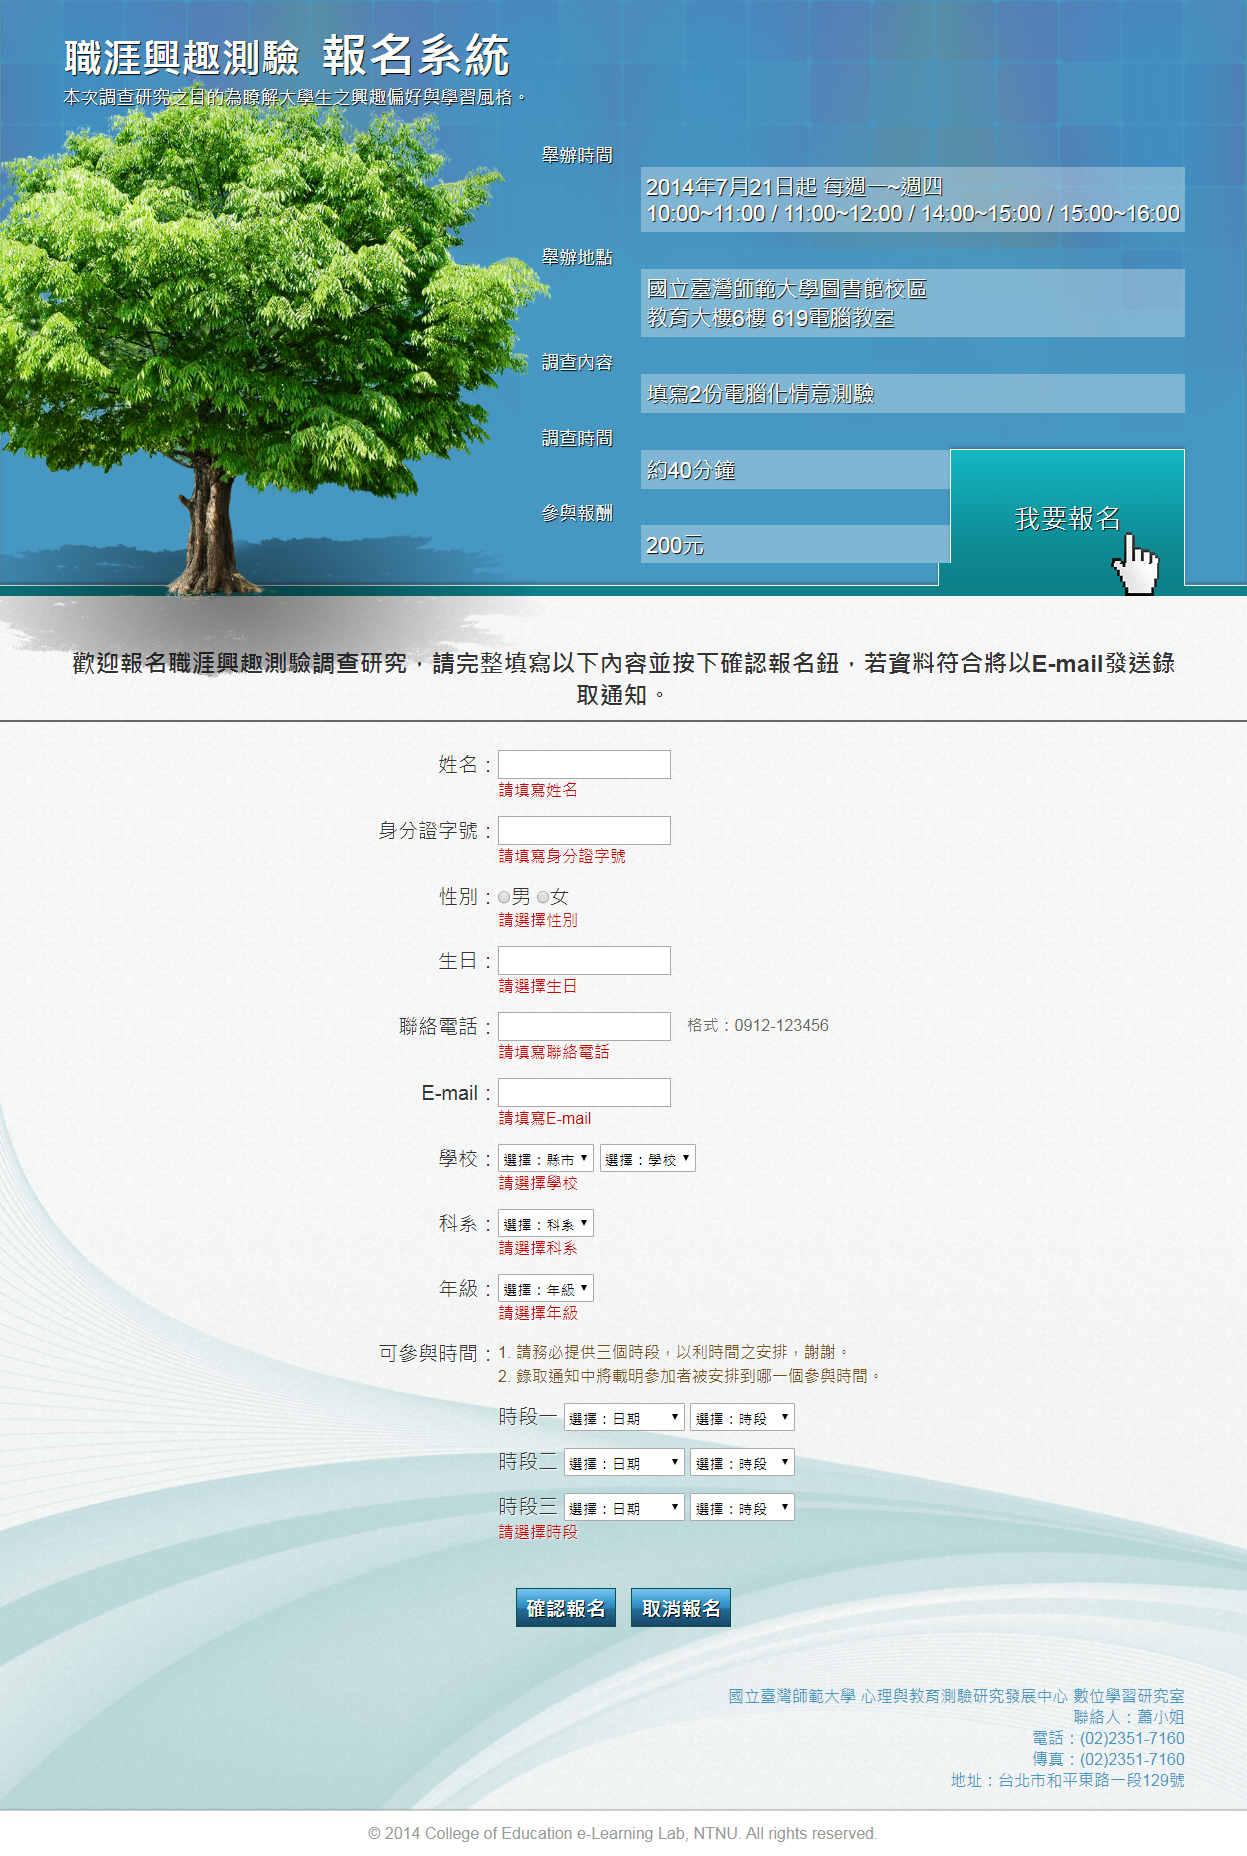 職涯興趣測驗 報名系統
本次調查研究之目的為瞭解大學生之興趣偏好與學習風格。
舉辦時間
2014年7月21日起 每週一~週四
10:00~11:00 / 11:00~12:00 / 14:00~15:00 / 15:00~16:00
舉辦地點
國立臺灣師範大學圖書館校區
教育大樓6樓 619電腦教室
調查內容
填寫2份電腦化情意測驗
調查時間
約40分鐘
參與報酬
200元
我要報名
歡迎報名職涯興趣測驗調查研究，請完整填寫以下內容並按下確認報名鈕，若資料符合將以E-mail發送錄
取通知。
姓名：
請填寫姓名
身分證字號：
請填寫身分證字號
性別：男 女
請選擇性別
生日：
請選擇生日
聯絡電話： 格式：0912-123456
請填寫聯絡電話
E-mail：
請填寫E-mail
學校：選擇：縣市 選擇：學校
請選擇學校
科系：選擇：科系
請選擇科系
年級：選擇：年級
請選擇年級
可參與時間：1. 請務必提供三個時段，以利時間之安排，謝謝。
2. 錄取通知中將載明參加者被安排到哪一個參與時間。
時段一 選擇：日期 選擇：時段
時段二 選擇：日期 選擇：時段
時段三 選擇：日期 選擇：時段
請選擇時段
確認報名 取消報名
國立臺灣師範大學 心理與教育測驗研究發展中心 數位學習研究室
聯絡人：蕭小姐
電話：(02)2351-7160
傳真：(02)2351-7160
地址：台北市和平東路一段129號
© 2014 College of Education e-Learning Lab, NTNU. All rights reserved.